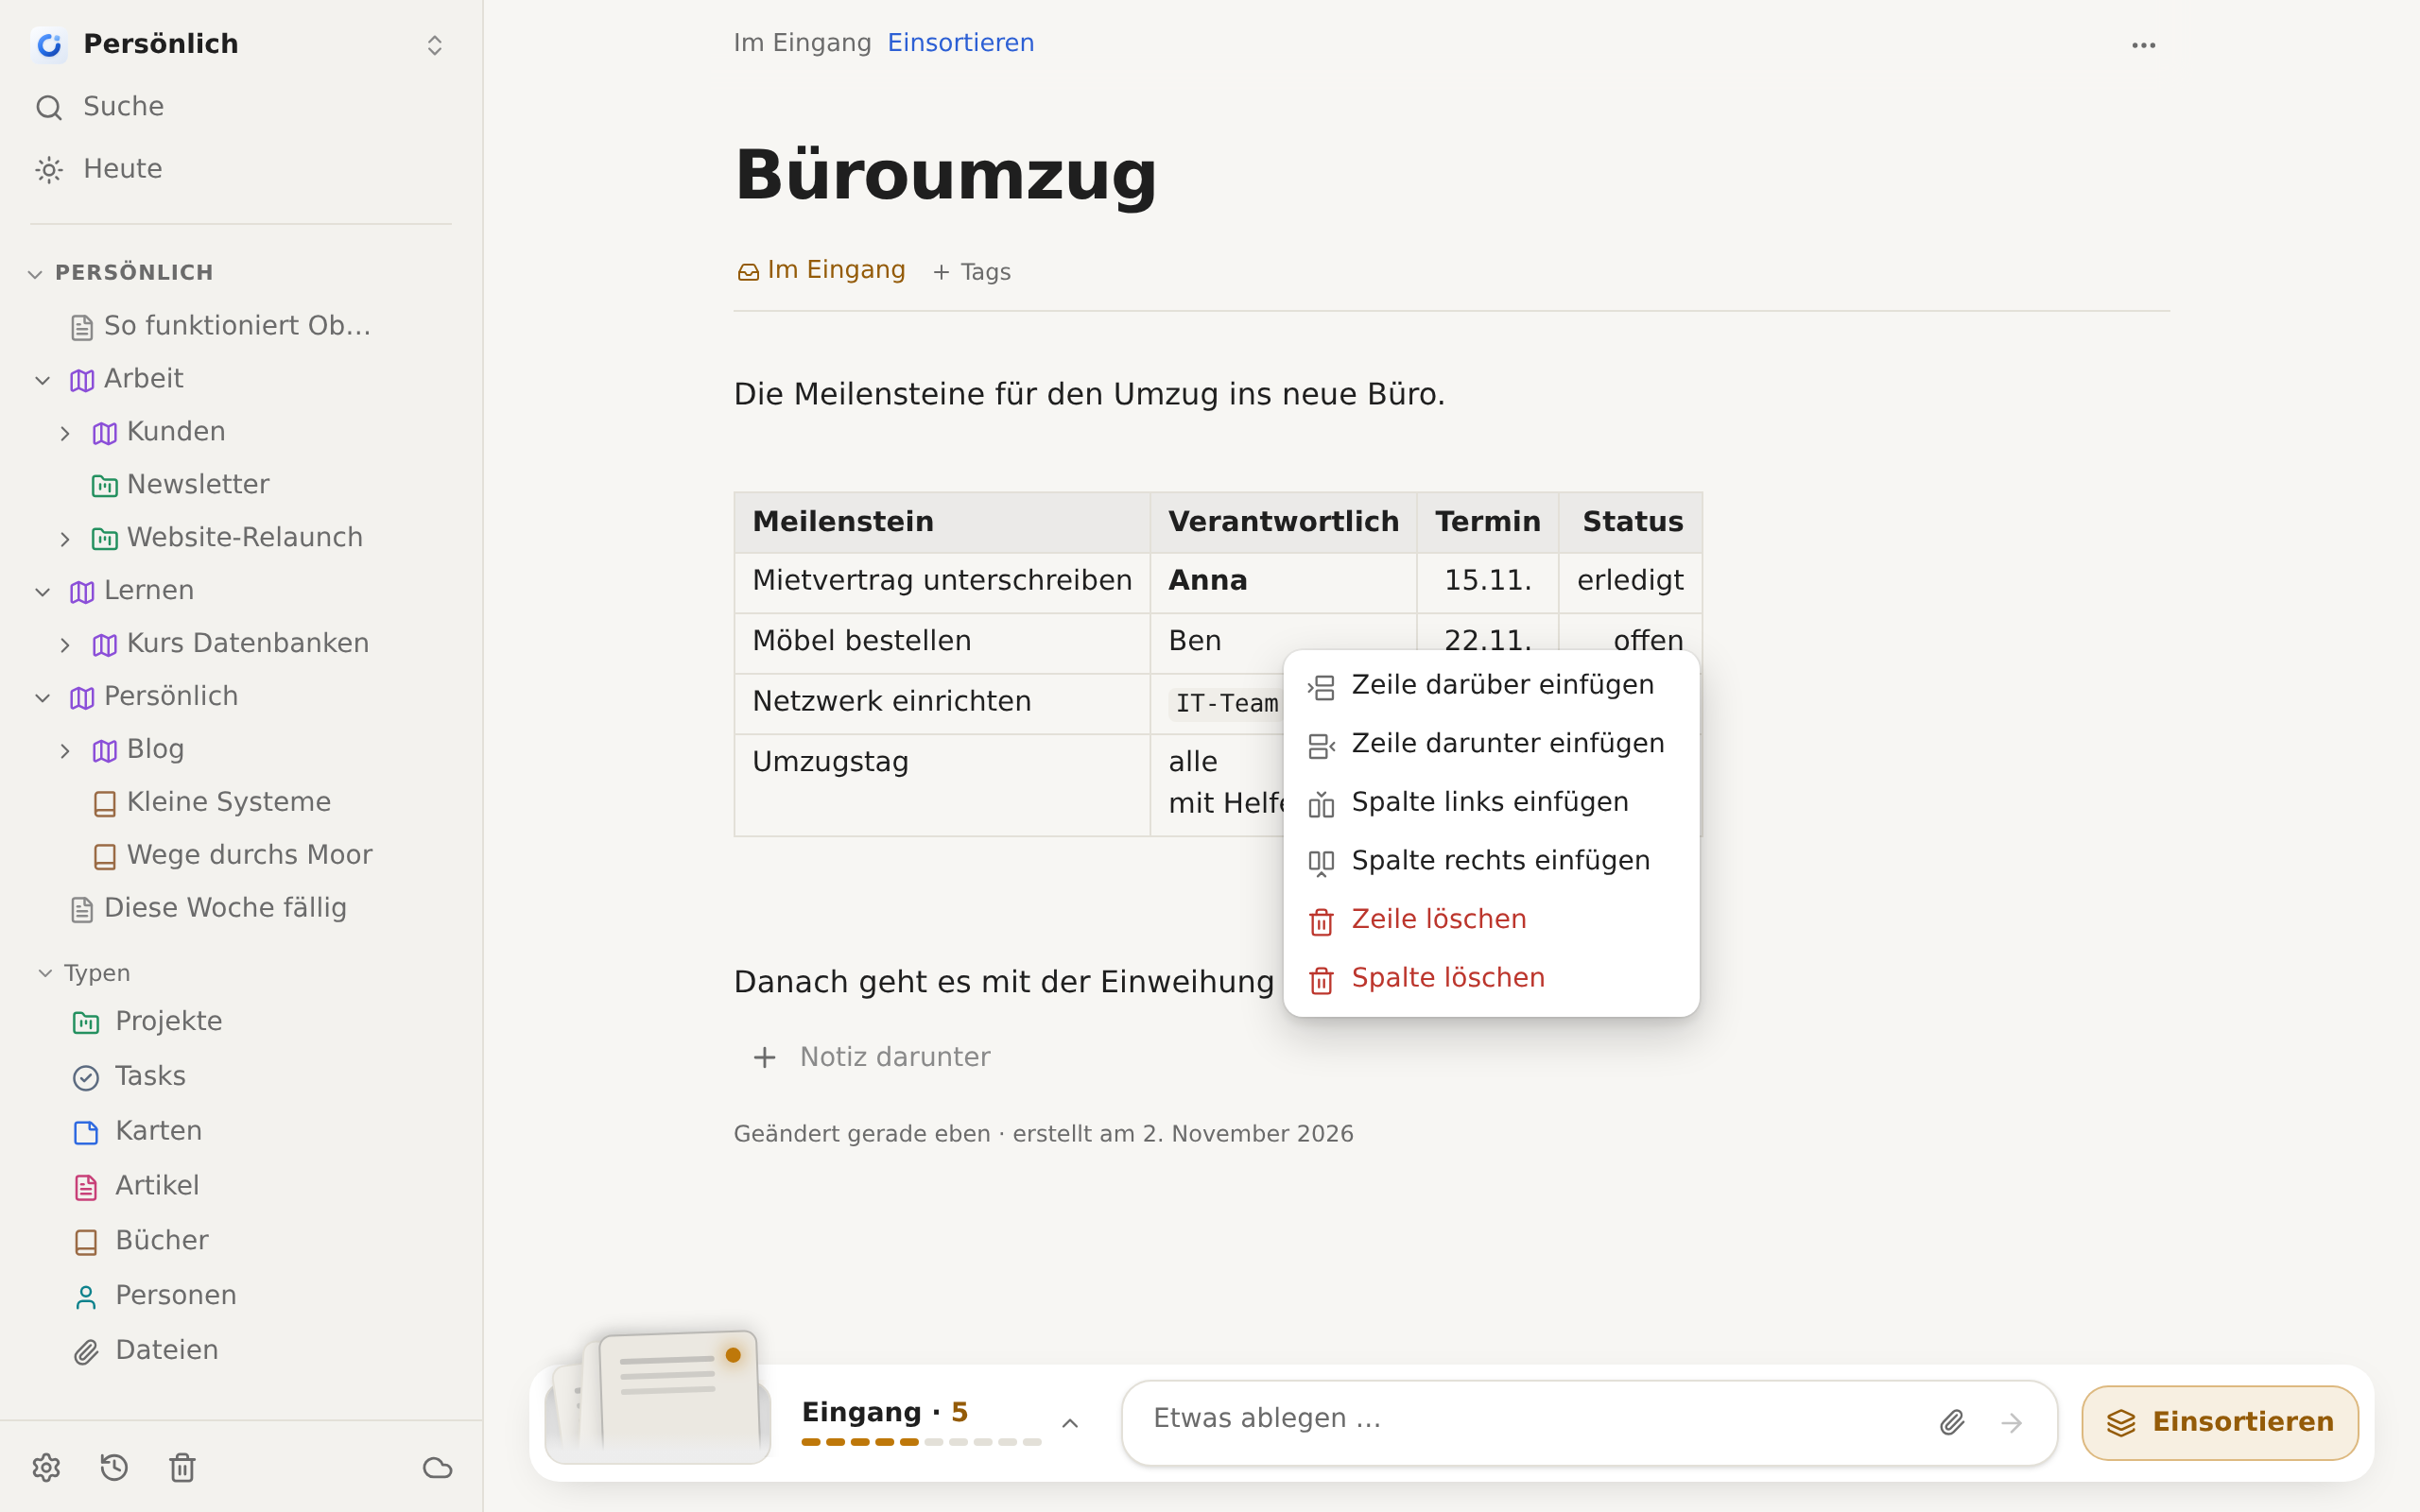 Persönlich
Suche
Heute
PERSÖNLICH
So funktioniert Ob…
Arbeit
Kunden
Newsletter
Website-Relaunch
Lernen
Kurs Datenbanken
Persönlich
Blog
Kleine Systeme
Wege durchs Moor
Diese Woche fällig
Typen
Projekte
Tasks
Karten
Artikel
Bücher
Personen
Dateien
Im Eingang Einsortieren
Büroumzug
Im Eingang + Tags
Die Meilensteine für den Umzug ins neue Büro.
Meilenstein Verantwortlich Termin Status
Mietvertrag unterschreiben Anna 15.11. erledigt
Möbel bestellen Ben 22.11. offen
Netzwerk einrichten IT-Team
Umzugstag alle
mit
Zeile darüber einfügen
Zeile darunter einfügen
Spalte links einfügen
Spalte rechts einfügen
Zeile löschen
Spalte löschen
Danach geht es mit der Einweihung
Notiz darunter
Geändert gerade eben · erstellt am 2. November 2026
Eingang · 5
Etwas ablegen …
Einsortieren